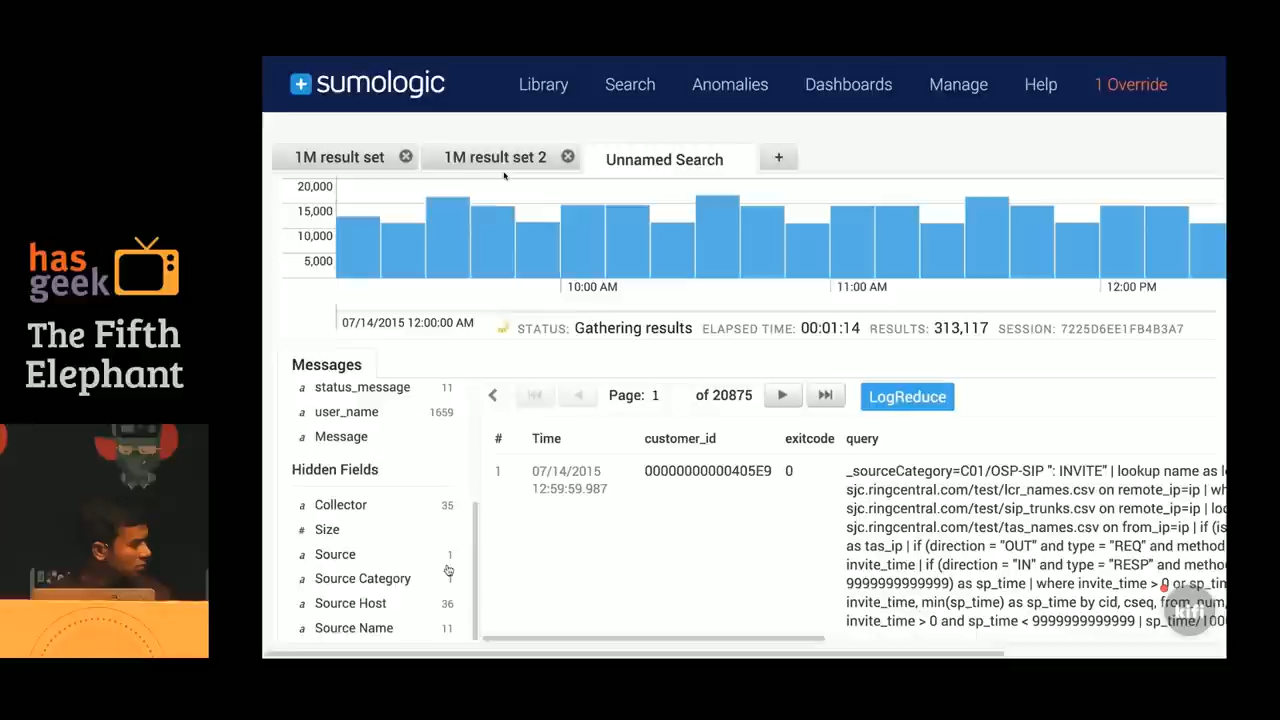 has
geek
The Fifth
Elephant
sumologic
Library Search Anomalies Dashboards Manage Help 1 Override
1M result set 1M result set 2 Unnamed Search +
20,000
15,000
10,000
5,000
10:00 AM 11:00 AM 12:00 PM
07/14/2015 12:00:00 AM STATUS: Gathering results ELAPSED TIME: 00:01:14 RESULTS: 313,117 SESSION: 7225D6EE1FB4B3A7
Messages
a status_message 11
a user_name 1659
a Message
Hidden Fields
a Collector 35
# Size
a Source 1
a Source Category 1
a Source Host 36
a Source Name 11
Page: 1 of 20875 LogReduce
# Time customer_id exitcode query
1 07/14/2015 00000000000405E9 0 _sourceCategory=C01/OSP-SIP ": INVITE" | lookup name as l
12:59:59.987 sjc.ringcentral.com/test/lcr_names.csv on remote_ip=ip | wh
sjc.ringcentral.com/test/sip_trunks.csv on remote_ip=ip | loo
sjc.ringcentral.com/test/tas_names.csv on from_ip=ip | if (is
as tas_ip | if (direction = "OUT" and type = "REQ" and method
invite_time | if (direction = "IN" and type = "RESP" and metho
9999999999999) as sp_time | where invite_time > 0 or sp_tim
invite_time, min(sp_time) as sp_time by cid, cseq, from_num,
invite_time > 0 and sp_time < 9999999999999 | sp_time/100
kifi